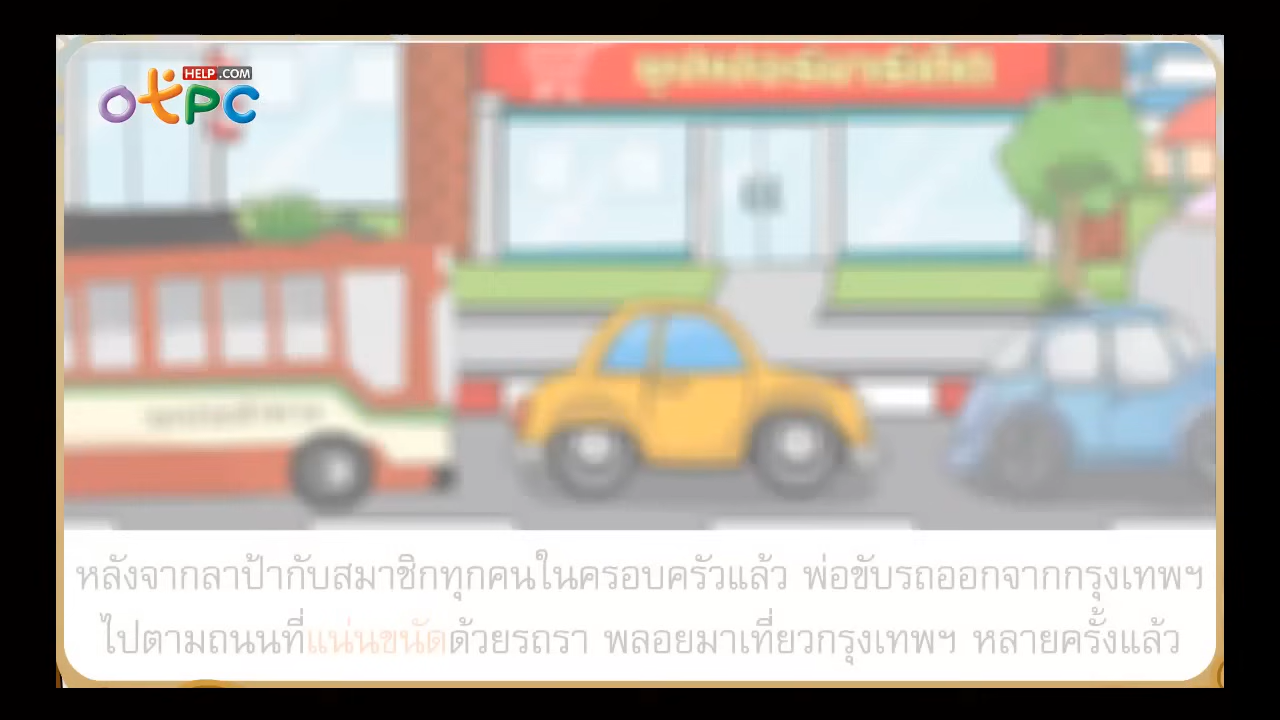 HELP.COM
OTPC
หลังจากลาป้ากับสมาชิกทุกคนในครอบครัวแล้ว พ่อขับรถออกจากกรุงเทพฯ
ไปตามถนนที่แน่นขนัดด้วยรถรา พลอยมาเที่ยวกรุงเทพฯ หลายครั้งแล้ว